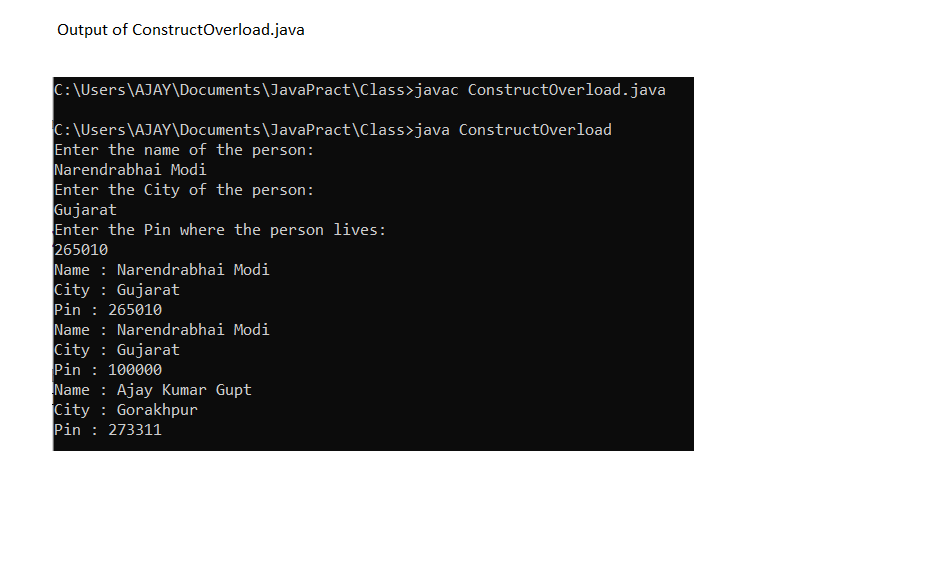 Output of ConstructOverload.java
C:\Users\AJAY\Documents\JavaPract\Class>javac ConstructOverload.java
C:\Users\AJAY\Documents\JavaPract\Class>java ConstructOverload
Enter the name of the person:
Narendrabhai Modi
Enter the City of the person:
Gujarat
Enter the Pin where the person lives:
265010
Name : Narendrabhai Modi
City : Gujarat
Pin : 265010
Name : Narendrabhai Modi
City : Gujarat
Pin : 100000
Name : Ajay Kumar Gupt
City : Gorakhpur
Pin : 273311